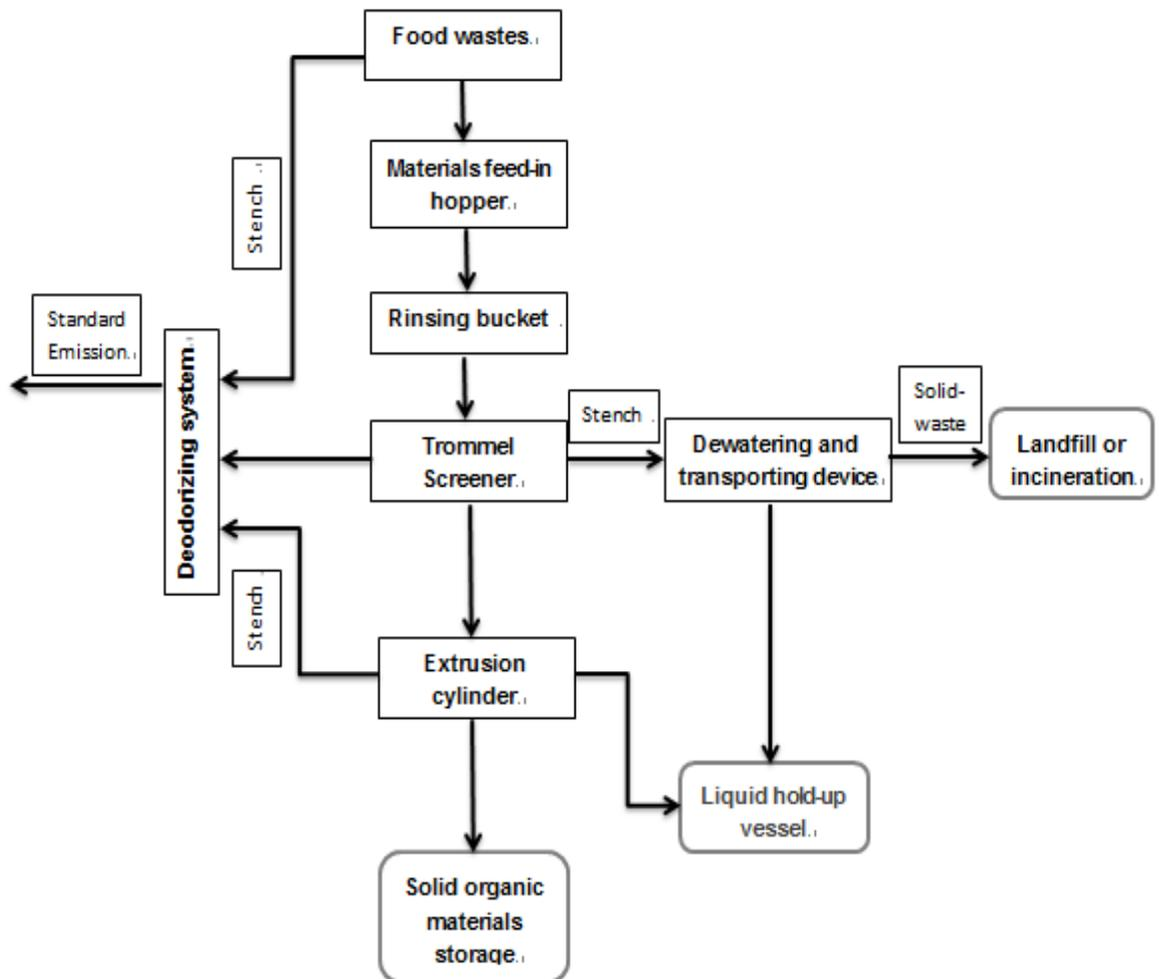 Food wastes.
Materials feed-in
hopper.
Stench
Rinsing bucket
Standard
Emission.
Deodorizing system.
Trommel
Screener.
Stench
Dewatering and
transporting device.
Solid-
waste
Landfill or
incineration.
Stench
Extrusion
cylinder.
Liquid hold-up
vessel.
Solid organic
materials
storage.